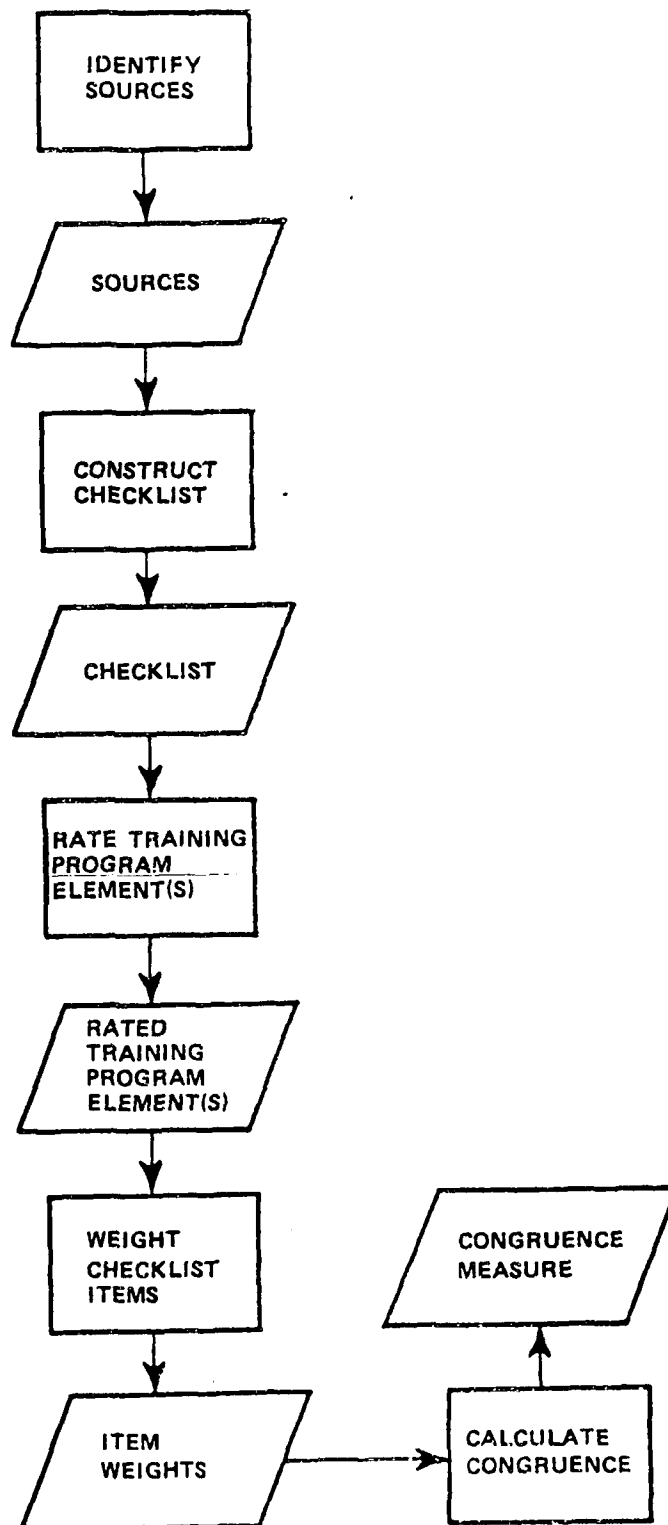 IDENTIFY
SOURCES
SOURCES
CONSTRUCT
CHECKLIST
CHECKLIST
RATE TRAINING
PROGRAM
ELEMENT(S)
RATED
TRAINING
PROGRAM
ELEMENT(S)
WEIGHT
CHECKLIST
ITEMS
ITEM
WEIGHTS
CALCULATE
CONGRUENCE
CONGRUENCE
MEASURE